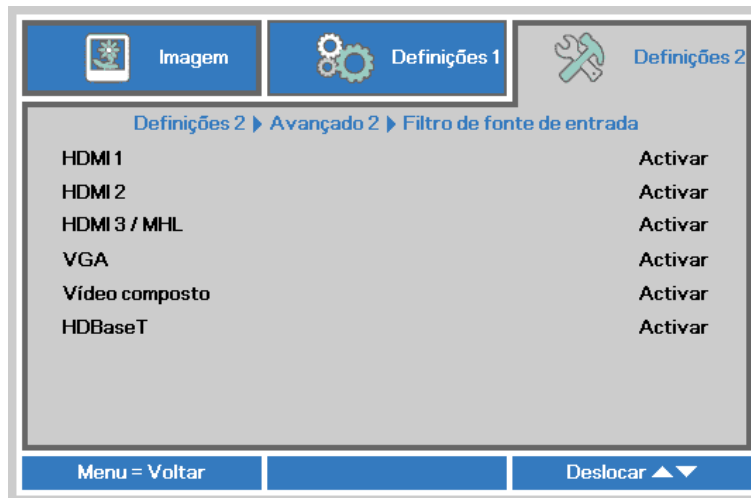 Imagem
Definições 1
Definições 2
Definições 2 ▶ Avançado 2 ▶ Filtro de fonte de entrada
HDMI 1 Activar
HDMI 2 Activar
HDMI 3 / MHL Activar
VGA Activar
Vídeo composto Activar
HDBaseT Activar
Menu = Voltar
Deslocar ▲▼